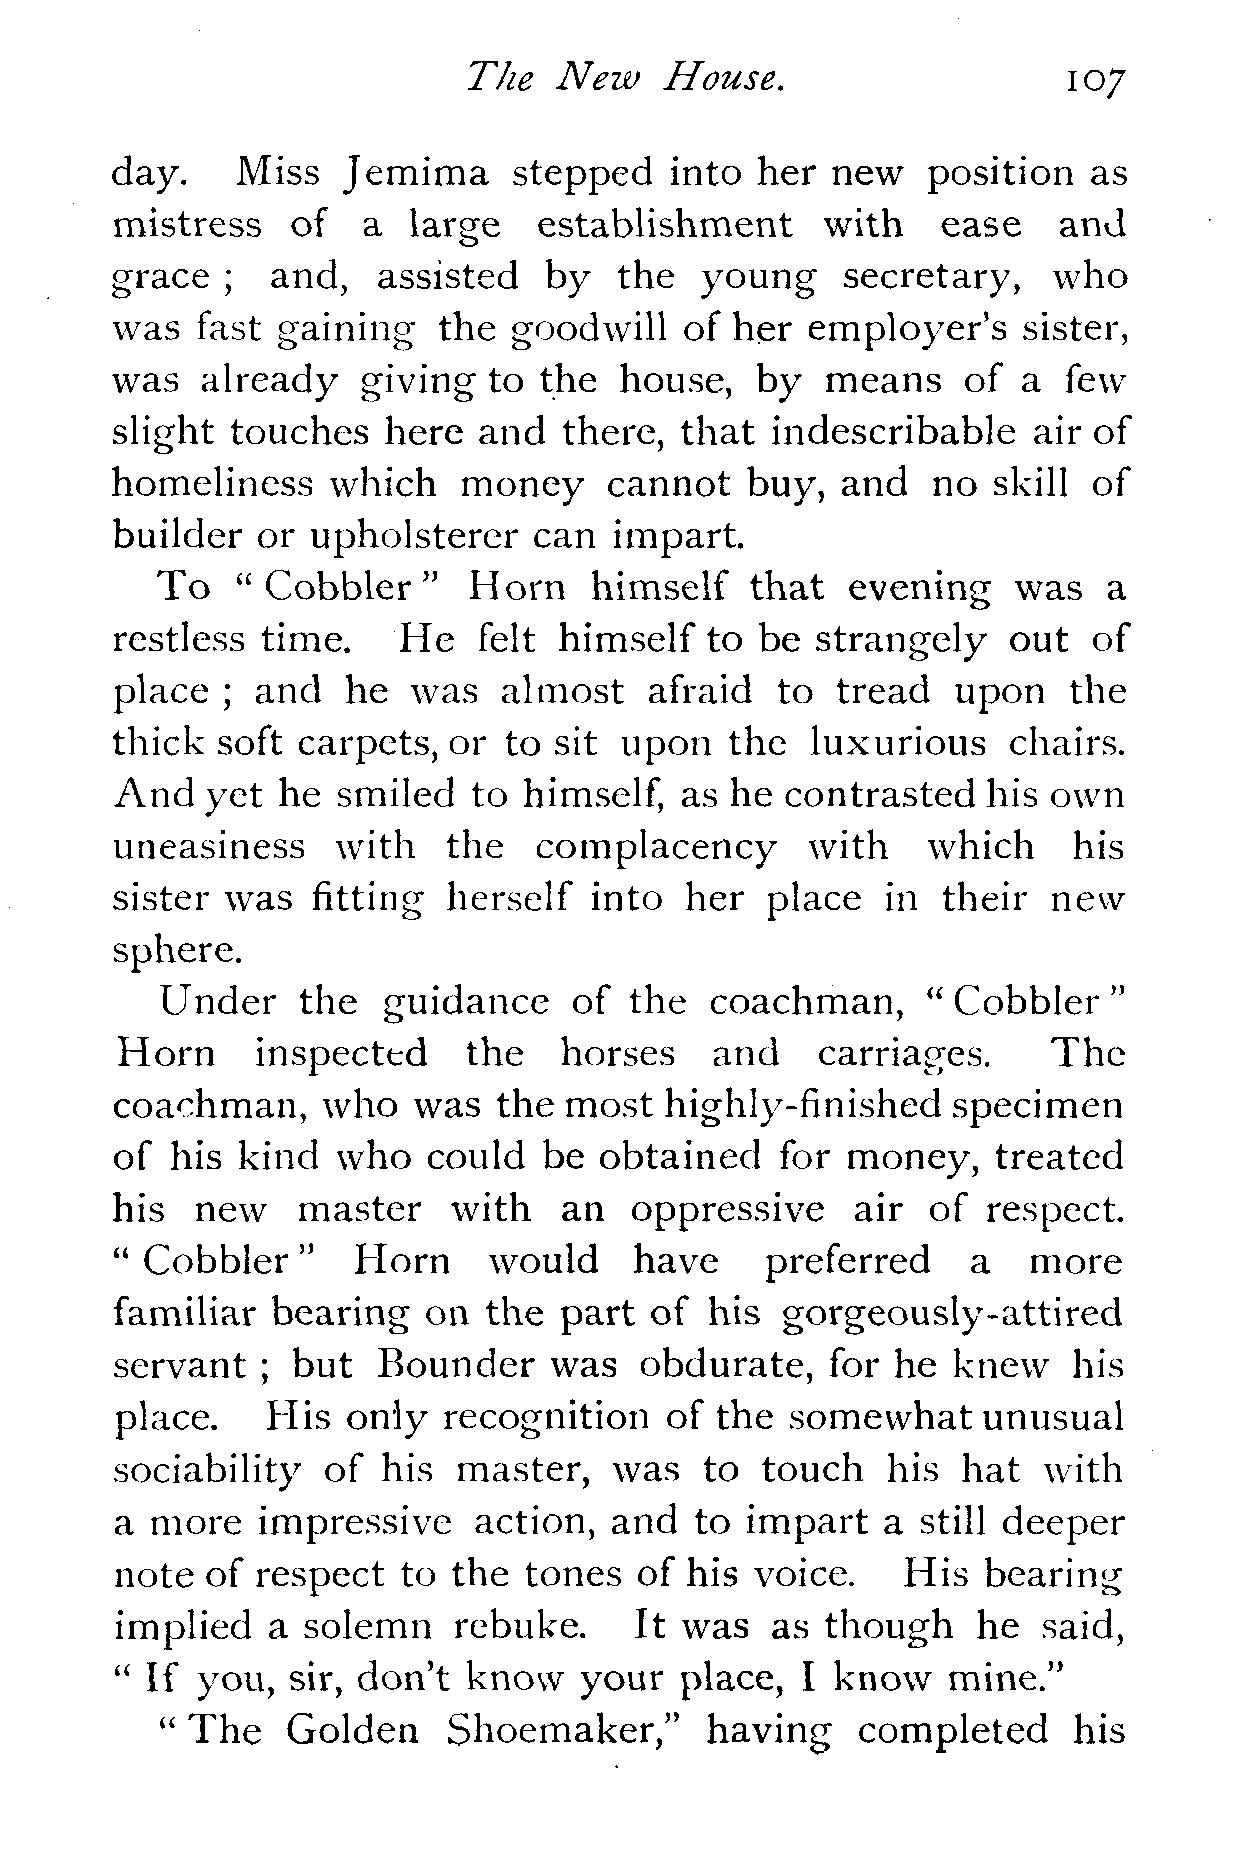 The New House. 107
day. Miss Jemima stepped into her new position as
mistress of a large establishment with ease and
grace ; and, assisted by the young secretary, who
was fast gaining the goodwill of her employer's sister,
was already giving to the house, by means of a few
slight touches here and there, that indescribable air of
homeliness which money cannot buy, and no skill of
builder or upholsterer can impart.
To " Cobbler " Horn himself that evening was a
restless time. He felt himself to be strangely out of
place ; and he was almost afraid to tread upon the
thick soft carpets, or to sit upon the luxurious chairs.
And yet he smiled to himself, as he contrasted his own
uneasiness with the complacency with which his
sister was fitting herself into her place in their new
sphere.
Under the guidance of the coachman, " Cobbler "
Horn inspected the horses and carriages. The
coachman, who was the most highly-finished specimen
of his kind who could be obtained for money, treated
his new master with an oppressive air of respect.
" Cobbler " Horn would have preferred a more
familiar bearing on the part of his gorgeously-attired
servant ; but Bounder was obdurate, for he knew his
place. His only recognition of the somewhat unusual
sociability of his master, was to touch his hat with
a more impressive action, and to impart a still deeper
note of respect to the tones of his voice. His bearing
implied a solemn rebuke. It was as though he said,
" If you, sir, don't know your place, I know mine."
" The Golden Shoemaker," having completed his